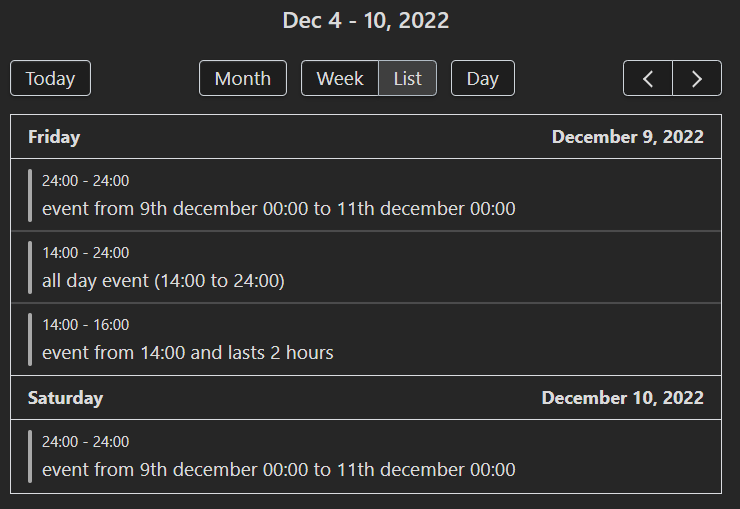 Dec 4 - 10, 2022
Today Month Week List Day
Friday December 9, 2022
24:00 - 24:00
event from 9th december 00:00 to 11th december 00:00
14:00 - 24:00
all day event (14:00 to 24:00)
14:00 - 16:00
event from 14:00 and lasts 2 hours
Saturday December 10, 2022
24:00 - 24:00
event from 9th december 00:00 to 11th december 00:00